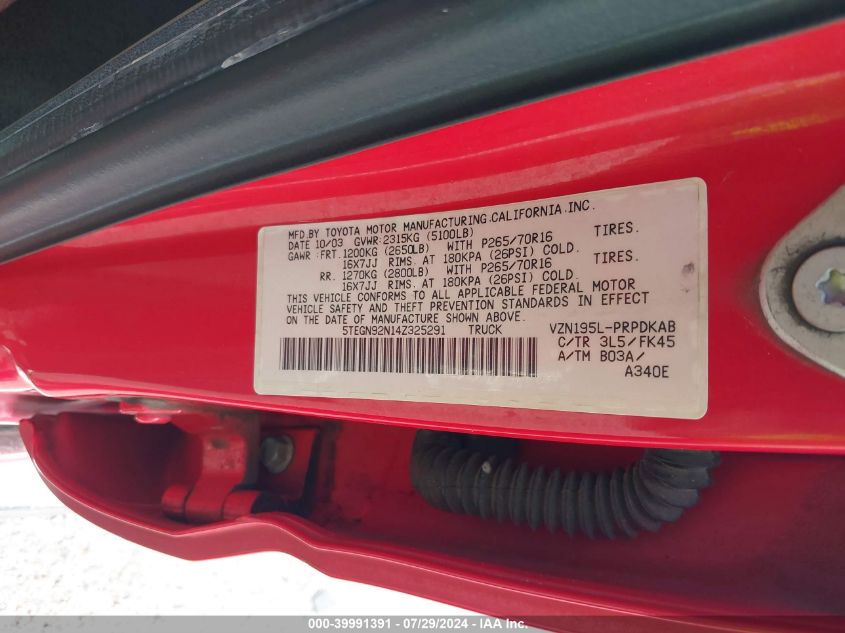 MFD.BY TOYOTA MOTOR MANUFACTURING.CALIFORNIA.INC.
DATE 10/03 GVWR:2315KG (5100LB)
GAWR:FRT.1200KG (2650LB) WITH P265/70R16 TIRES.
16X7JJ RIMS. AT 180KPA (26PSI) COLD.
RR. 1270KG (2800LB) WITH P265/70R16 TIRES.
16X7JJ RIMS. AT 180KPA (26PSI) COLD.
THIS VEHICLE CONFORMS TO ALL APPLICABLE FEDERAL MOTOR
VEHICLE SAFETY AND THEFT PREVENTION STANDARDS IN EFFECT
ON THE DATE OF MANUFACTURE SHOWN ABOVE.
5TEGN92N14Z325291 TRUCK VZN195L-PRPDKAB
C/TR 3L5/FK45
A/TM B03A/
A340E
000-39991391 07/29/2024 IAA Inc.